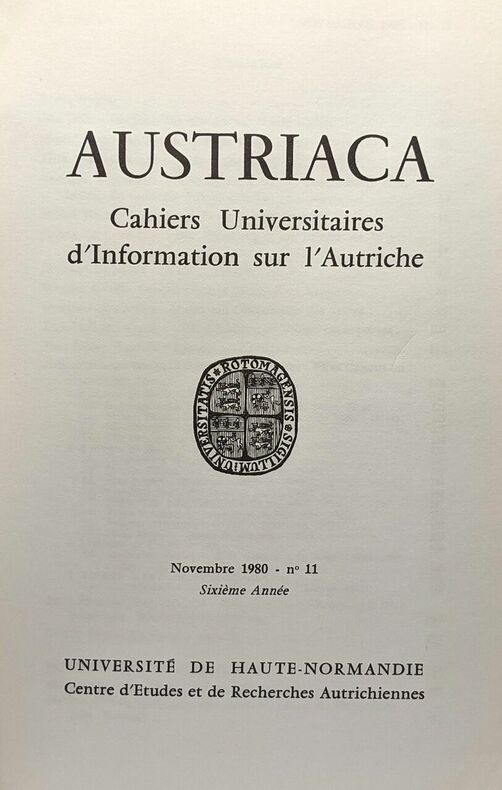 AUSTRIACA
Cahiers Universitaires
d'Information sur l'Autriche
SIGILLUM UNIVERSITATIS * ROTOMAGENSIS *
Novembre 1980 - nº 11
Sixième Année
UNIVERSITÉ DE HAUTE-NORMANDIE
Centre d'Etudes et de Recherches Autrichiennes